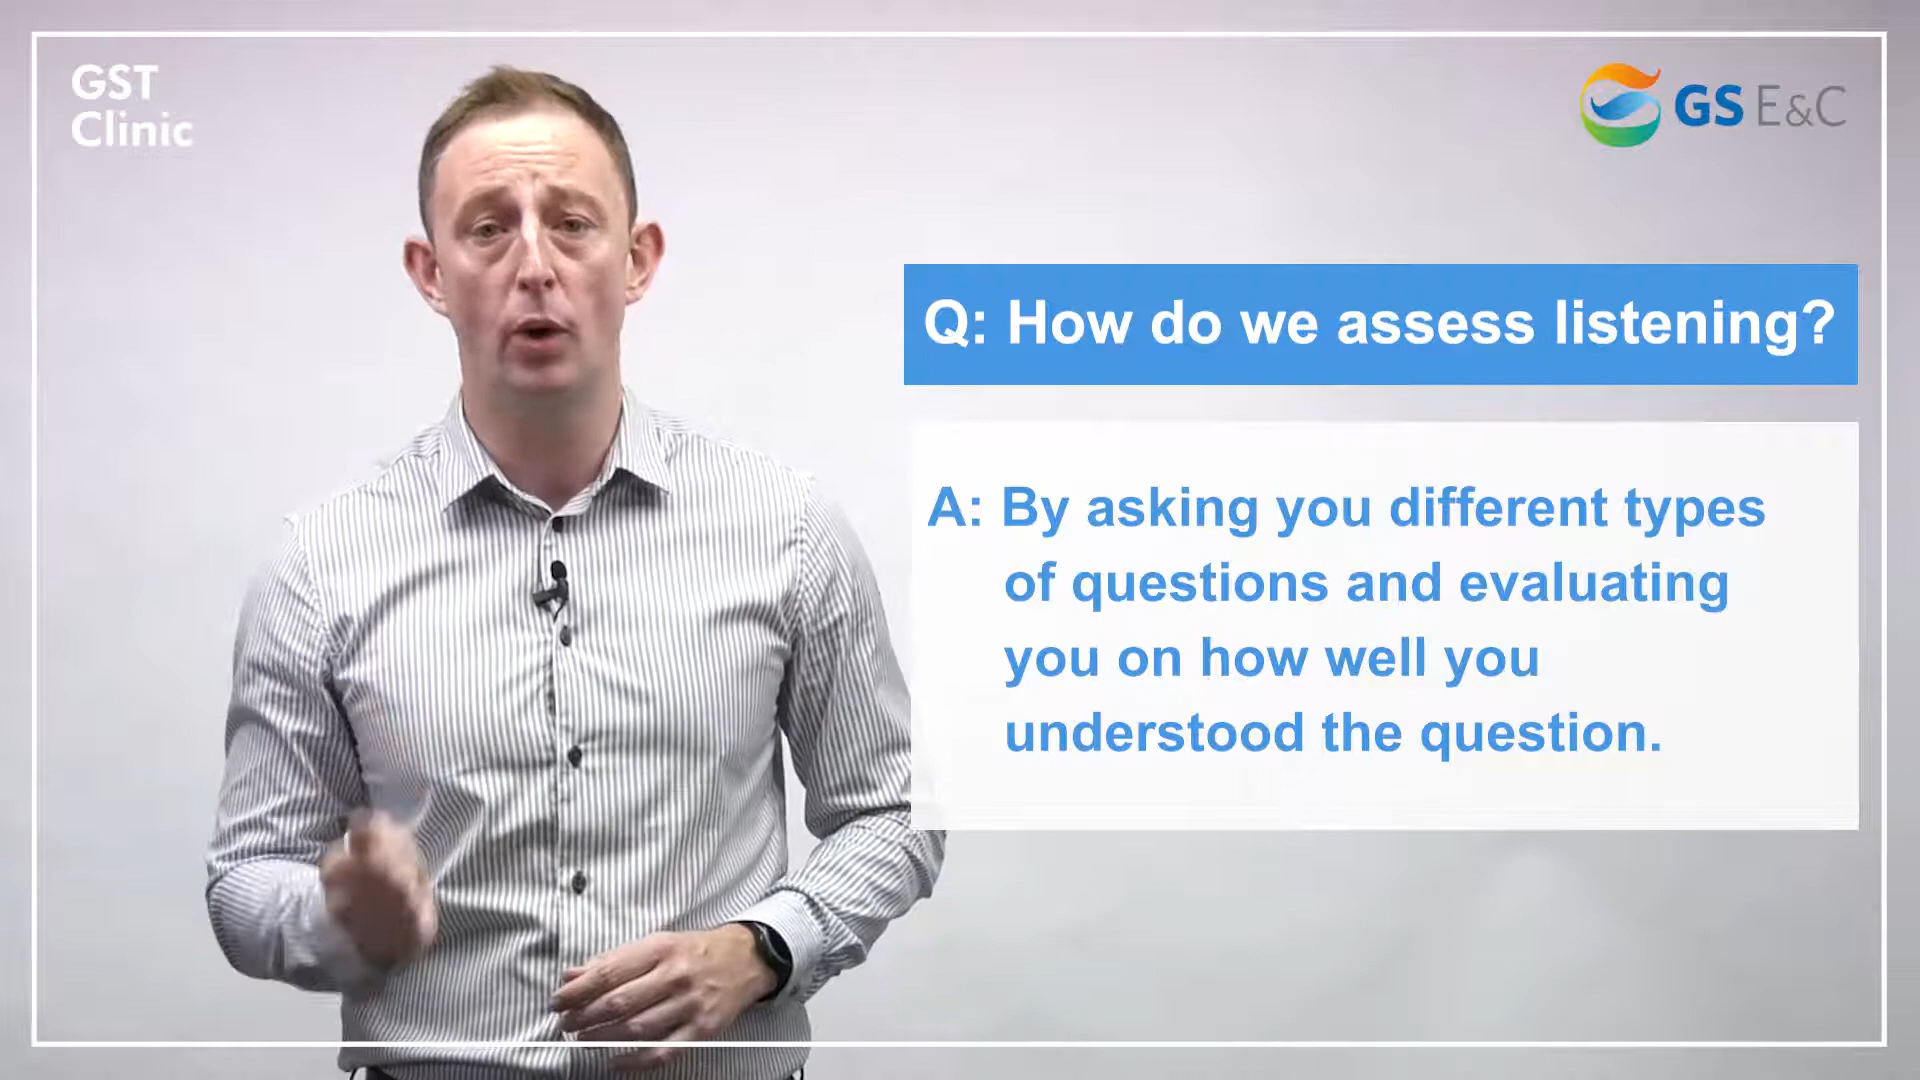 GST
Clinic
GS E&C
Q: How do we assess listening?
A: By asking you different types
of questions and evaluating
you on how well you
understood the question.